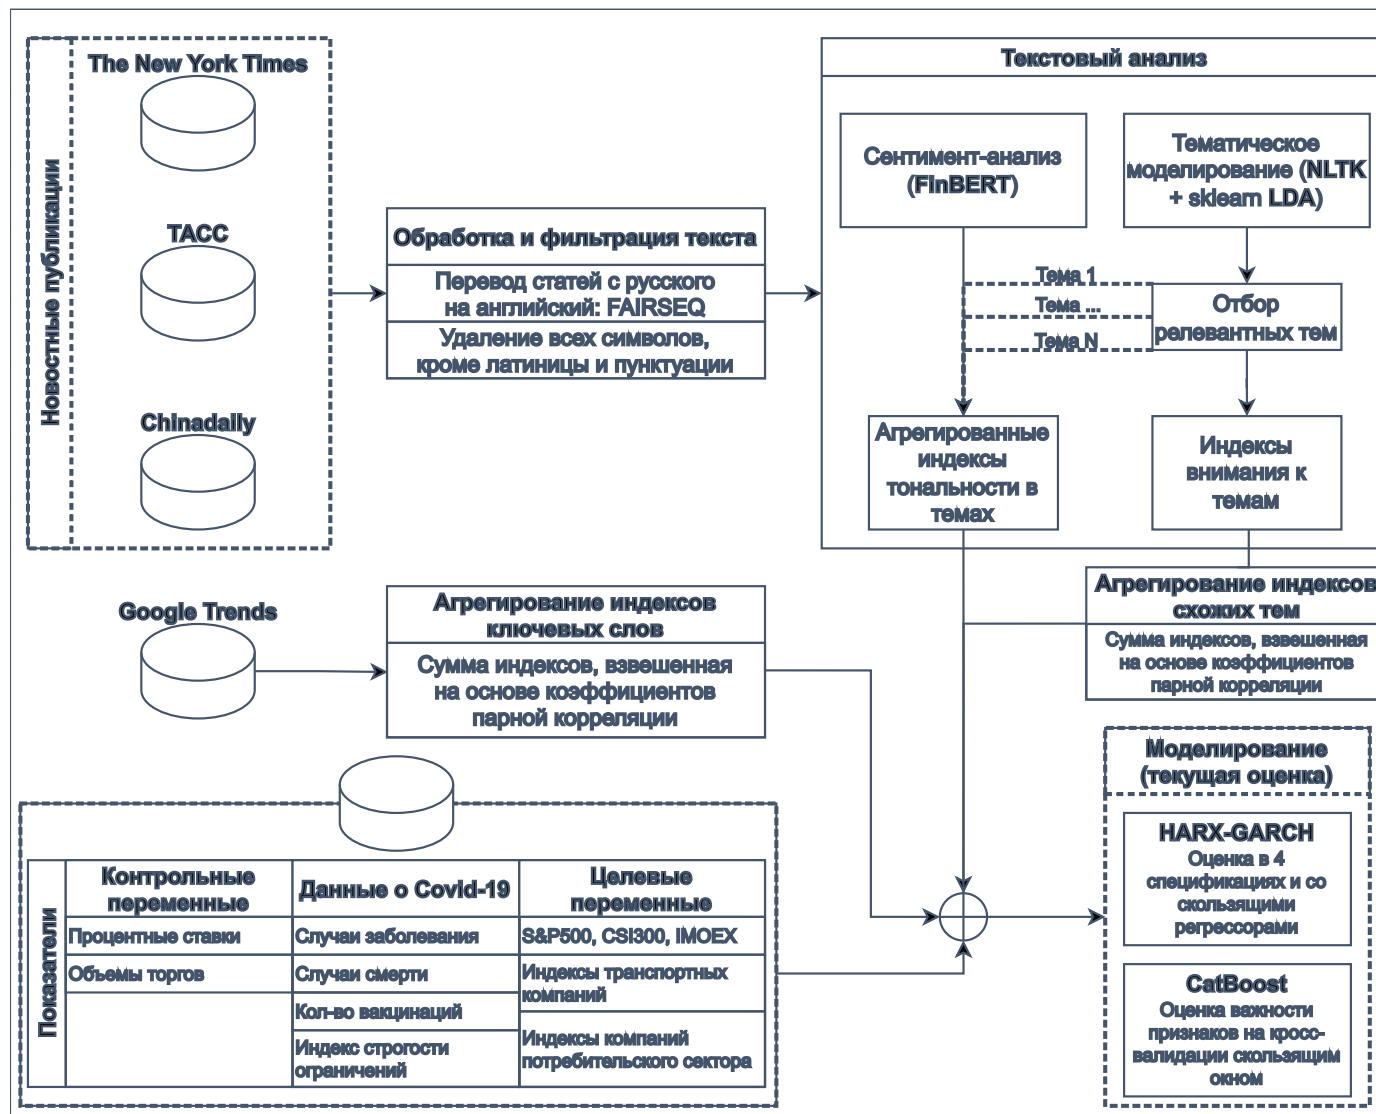 Новостные публикации
The New York Times
ТАСС
Chinadaily
Обработка и фильтрация текста
Перевод статей с русского
на английский: FAIRSEQ
Удаление всех символов,
кроме латиницы и пунктуации
Текстовый анализ
Сентимент-анализ
(FinBERT)
Тематическое
моделирование (NLTK
+ sklearn LDA)
Тема 1
Тема ...
Тема N
Отбор
релевантных тем
Агрегированные
индексы
тональности в
темах
Индексы
внимания к
темам
Google Trends
Агрегирование индексов
ключевых слов
Сумма индексов, взвешенная
на основе коэффициентов
парной корреляции
Агрегирование индексов
схожих тем
Сумма индексов, взвешенная
на основе коэффициентов
парной корреляции
Показатели
Контрольные
переменные
Процентные ставки
Объемы торгов
Данные о Covid-19
Случаи заболевания
Случаи смерти
Кол-во вакцинаций
Индекс строгости
ограничений
Целевые
переменные
S&P500, CSI300, IMOEX
Индексы транспортных
компаний
Индексы компаний
потребительского сектора
Моделирование
(текущая оценка)
HARX-GARCH
Оценка в 4
спецификациях и со
скользящими
регрессорами
CatBoost
Оценка важности
признаков на кросс-
валидации скользящим
окном